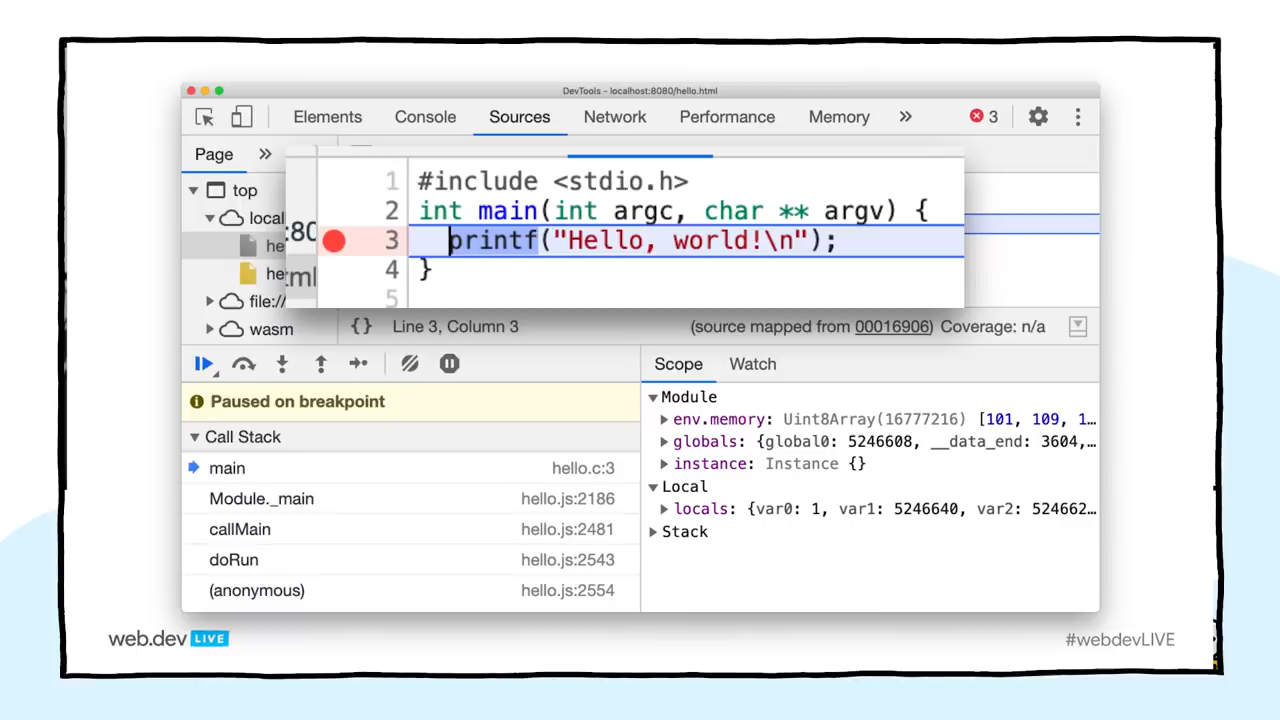 DevTools - localhost:8080/hello.html
Elements Console Sources Network Performance Memory » 3
Page »
top
local
he
he
file://
wasm
:80
tml
1 #include <stdio.h>
2 int main(int argc, char ** argv) {
3 printf("Hello, world!\n");
4 }
5
{} Line 3, Column 3 (source mapped from 00016906) Coverage: n/a
Scope Watch
Paused on breakpoint
Call Stack
main hello.c:3
Module._main hello.js:2186
callMain hello.js:2481
doRun hello.js:2543
(anonymous) hello.js:2554
Module
env.memory: Uint8Array(16777216) [101, 109, 1…
globals: {global0: 5246608, __data_end: 3604,…
instance: Instance {}
Local
locals: {var0: 1, var1: 5246640, var2: 524662…
Stack
web.dev LIVE
#webdevLIVE